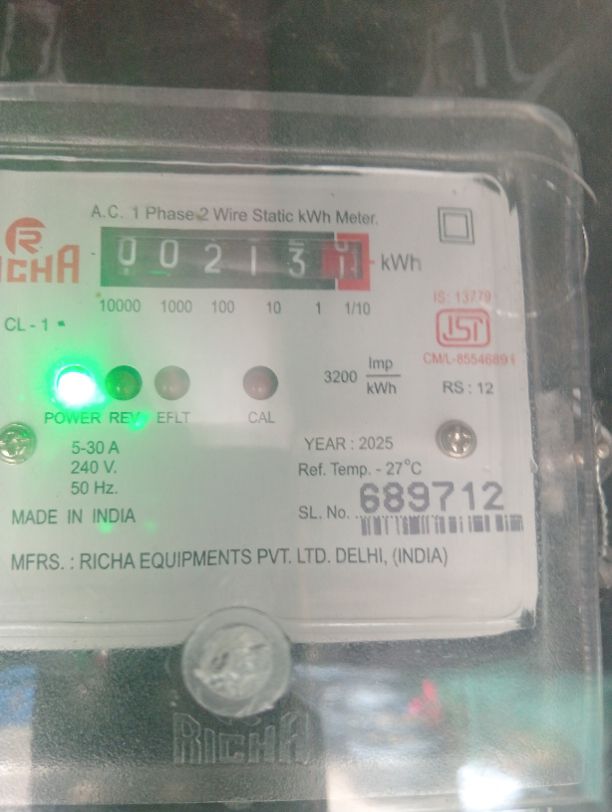 A.C. 1 Phase 2 Wire Static kWh Meter.
RICHA
0 0 2 1 3 1 kWh
10000 1000 100 10 1 1/10
IS: 13779
CL - 1
ISI
CM/L-8554689
3200 Imp/kWh
RS : 12
POWER REV EFLT CAL
5-30 A
240 V.
50 Hz.
YEAR : 2025
Ref. Temp. - 27°C
MADE IN INDIA
SL. No. 689712
MFRS. : RICHA EQUIPMENTS PVT. LTD. DELHI, (INDIA)
RICHA